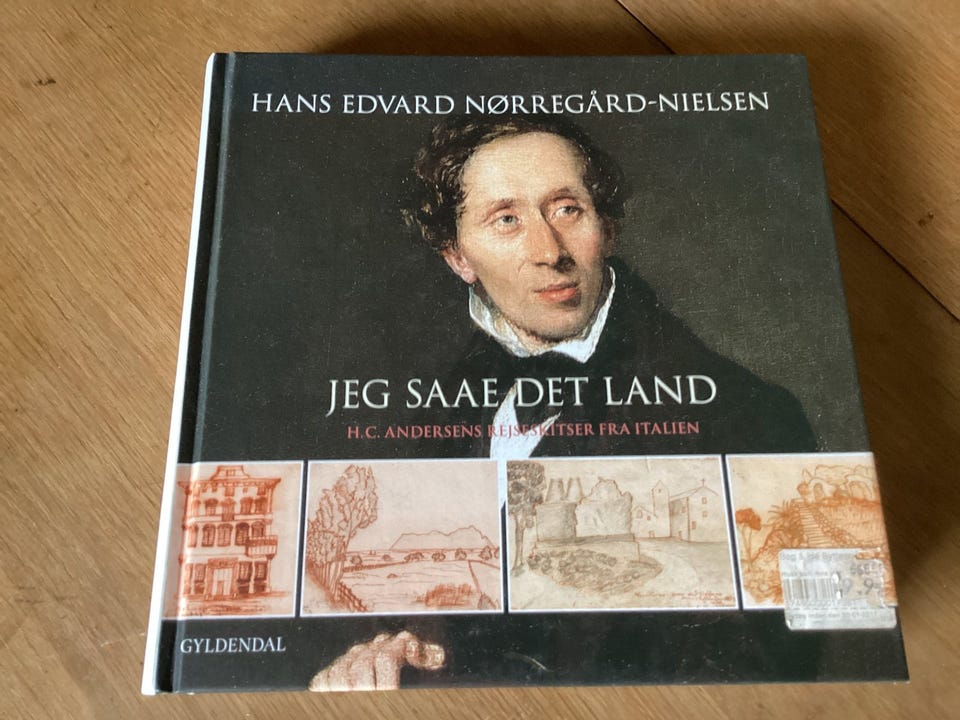 HANS EDVARD NØRREGÅRD-NIELSEN
JEG SAAE DET LAND
H.C. ANDERSENS REJSESKITSER FRA ITALIEN
GYLDENDAL